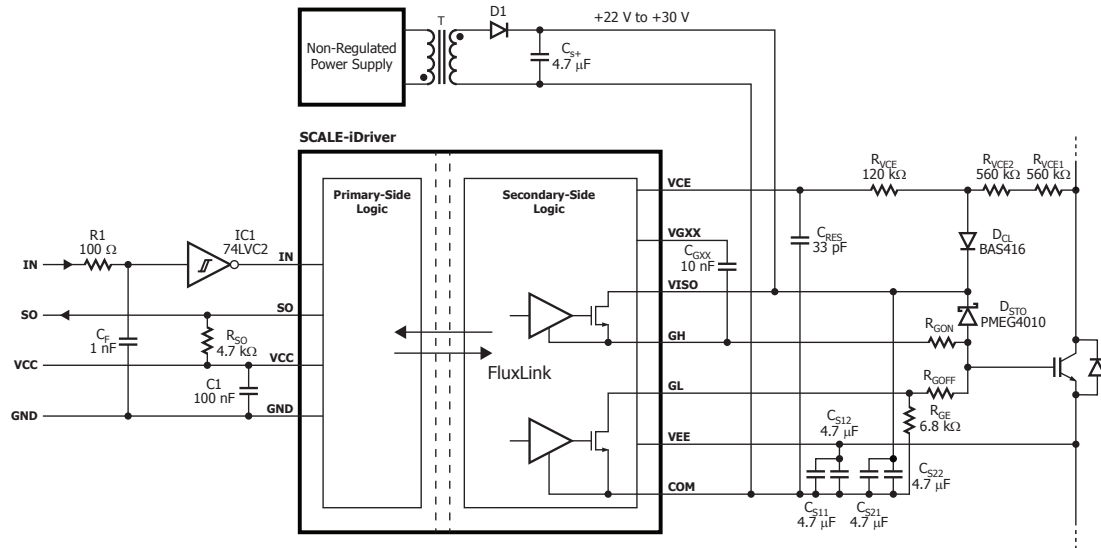 D1
+22 V to +30 V
T
Non-Regulated
Power Supply
CS+
4.7 µF
SCALE-iDriver
Primary-Side
Logic
Secondary-Side
Logic
VCE
RVCE
120 kΩ
RVCE2
560 kΩ
RVCE1
560 kΩ
R1
100 Ω
IC1
74LVC2
IN
IN
VGXX
CGXX
10 nF
CRES
33 pF
DCL
BAS416
VISO
SO
SO
CF
1 nF
RSO
4.7 kΩ
DSTO
PMEG4010
RGON
GH
VCC
VCC
C1
100 nF
FluxLink
GL
RGOFF
RGE
6.8 kΩ
GND
GND
CS12
4.7 µF
VEE
CS22
4.7 µF
COM
CS11
4.7 µF
CS21
4.7 µF